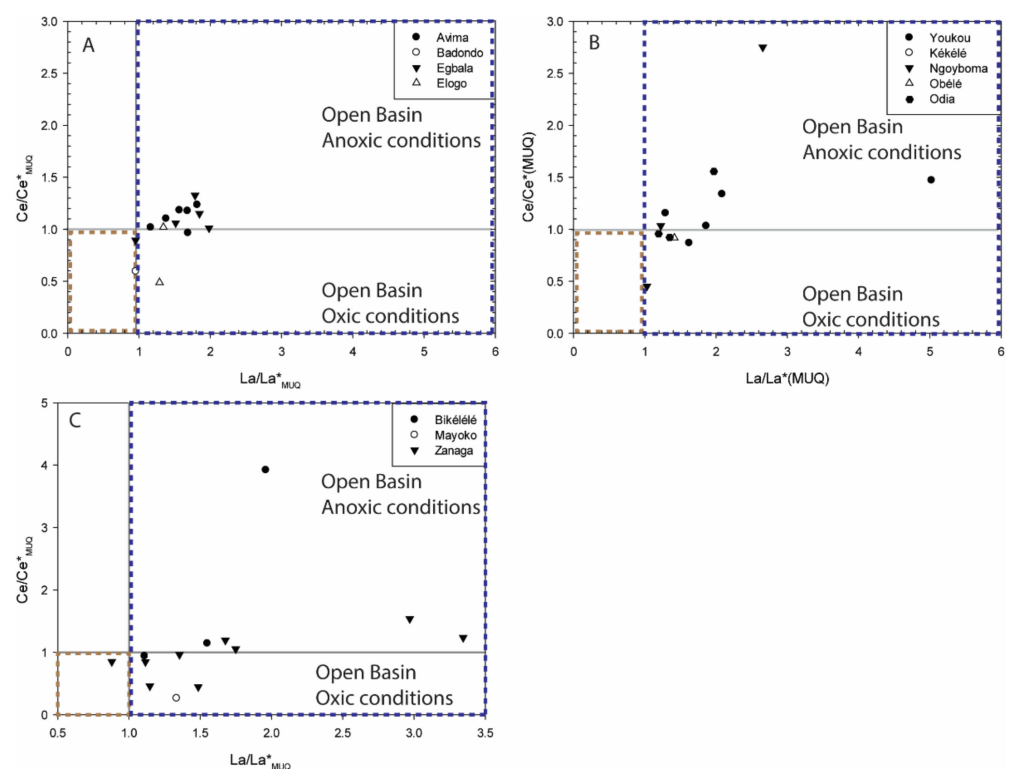 A
Avima
Badondo
Egbala
Elogo
Open Basin
Anoxic conditions
Open Basin
Oxic conditions
Ce/Ce*MUQ
3.0
2.5
2.0
1.5
1.0
0.5
0.0
0 1 2 3 4 5 6
La/La*MUQ
B
Youkou
Kékélé
Ngoyboma
Obélé
Odia
Open Basin
Anoxic conditions
Open Basin
Oxic conditions
Ce/Ce*(MUQ)
3.0
2.5
2.0
1.5
1.0
0.5
0.0
0 1 2 3 4 5 6
La/La*(MUQ)
C
Bikélélé
Mayoko
Zanaga
Open Basin
Anoxic conditions
Open Basin
Oxic conditions
Ce/Ce*MUQ
5
4
3
2
1
0
0.5 1.0 1.5 2.0 2.5 3.0 3.5
La/La*MUQ